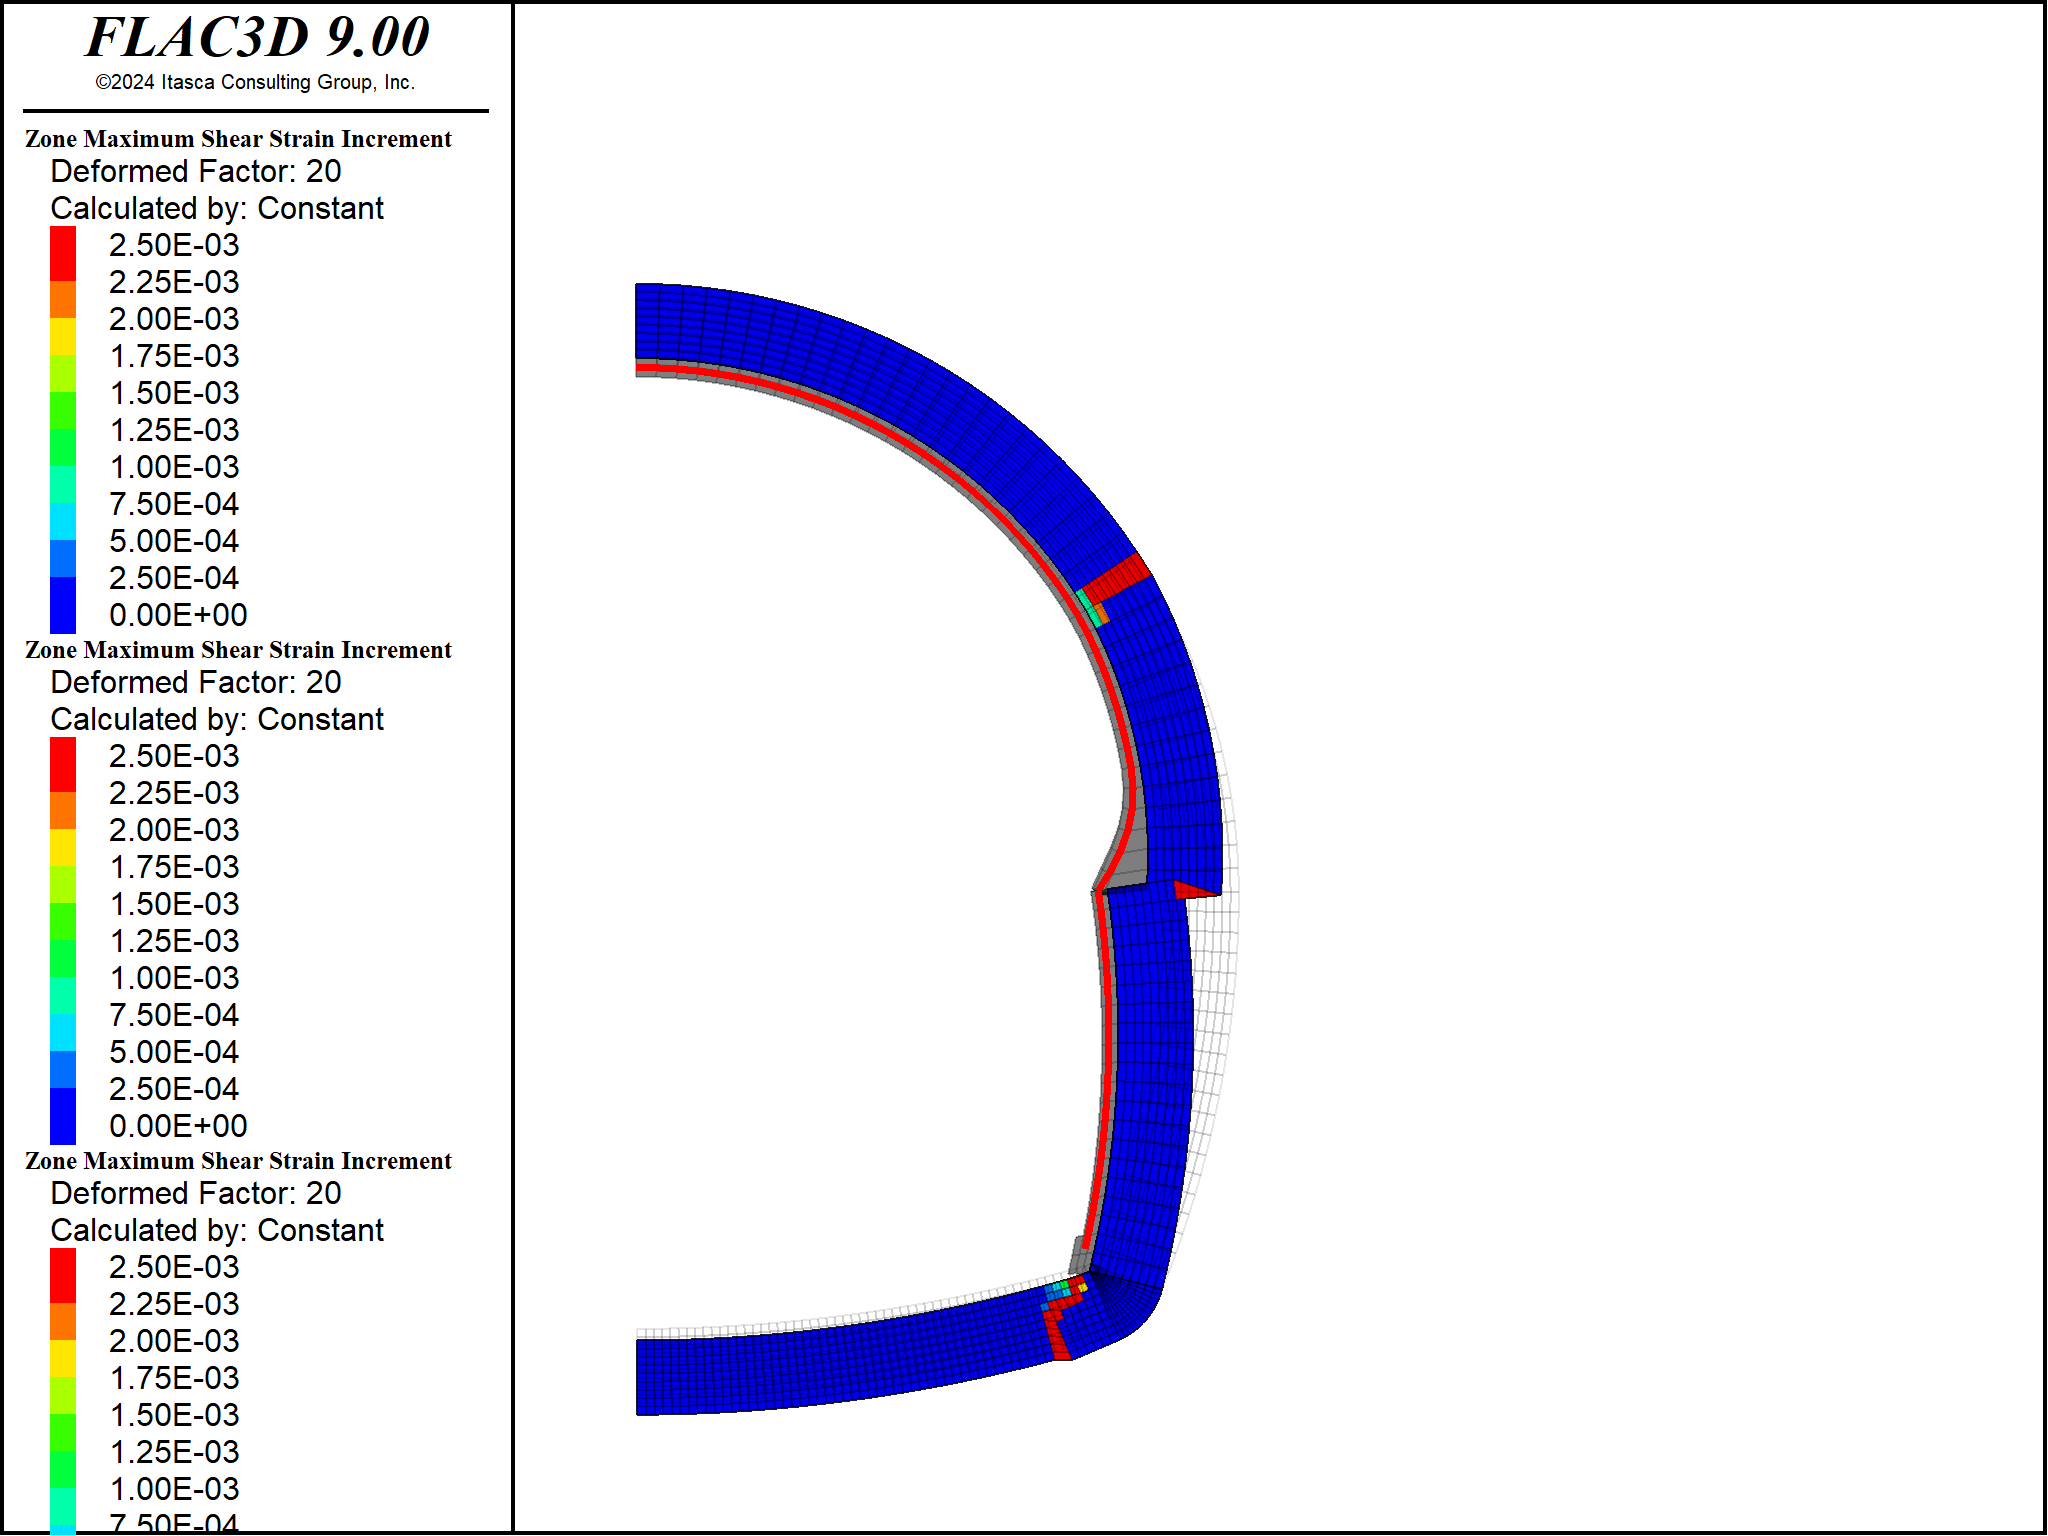 FLAC3D 9.00
©2024 Itasca Consulting Group, Inc.
Zone Maximum Shear Strain Increment
Deformed Factor: 20
Calculated by: Constant
2.50E-03
2.25E-03
2.00E-03
1.75E-03
1.50E-03
1.25E-03
1.00E-03
7.50E-04
5.00E-04
2.50E-04
0.00E+00
Zone Maximum Shear Strain Increment
Deformed Factor: 20
Calculated by: Constant
2.50E-03
2.25E-03
2.00E-03
1.75E-03
1.50E-03
1.25E-03
1.00E-03
7.50E-04
5.00E-04
2.50E-04
0.00E+00
Zone Maximum Shear Strain Increment
Deformed Factor: 20
Calculated by: Constant
2.50E-03
2.25E-03
2.00E-03
1.75E-03
1.50E-03
1.25E-03
1.00E-03
7.50E-04